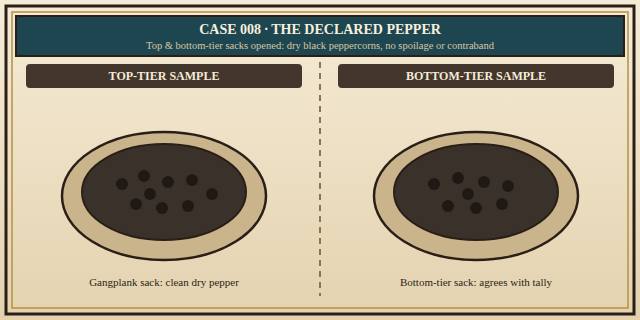 CASE 008 · THE DECLARED PEPPER
Top & bottom-tier sacks opened: dry black peppercorns, no spoilage or contraband
TOP-TIER SAMPLE
BOTTOM-TIER SAMPLE
Gangplank sack: clean dry pepper
Bottom-tier sack: agrees with tally